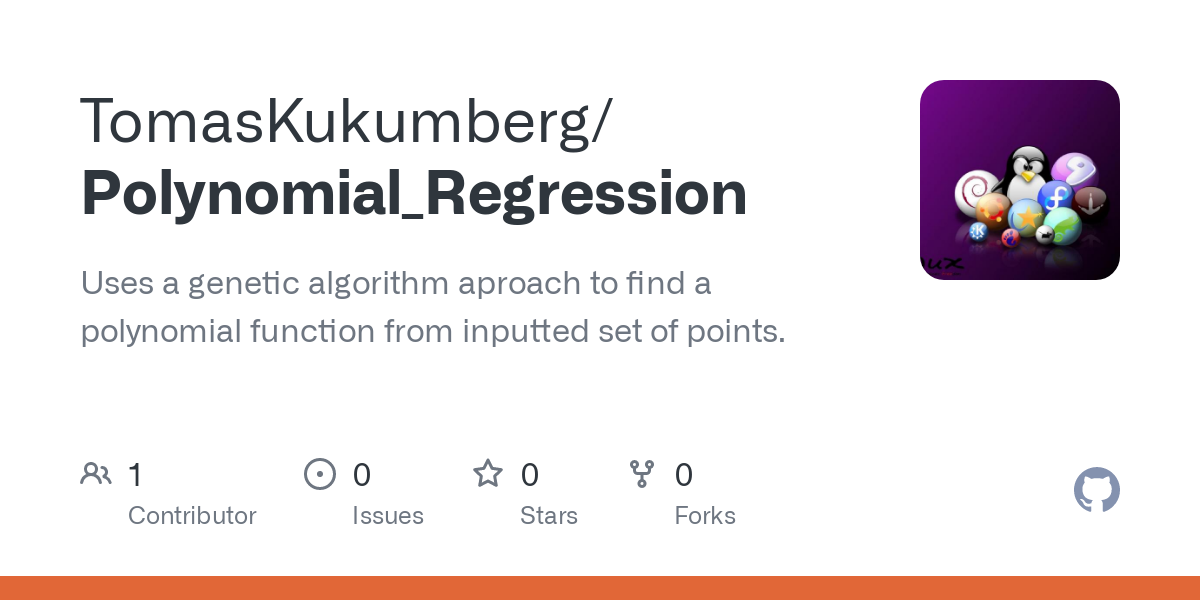 TomasKukumberg/
Polynomial_Regression
Uses a genetic algorithm aproach to find a
polynomial function from inputted set of points.
1
Contributor
0
Issues
0
Stars
0
Forks